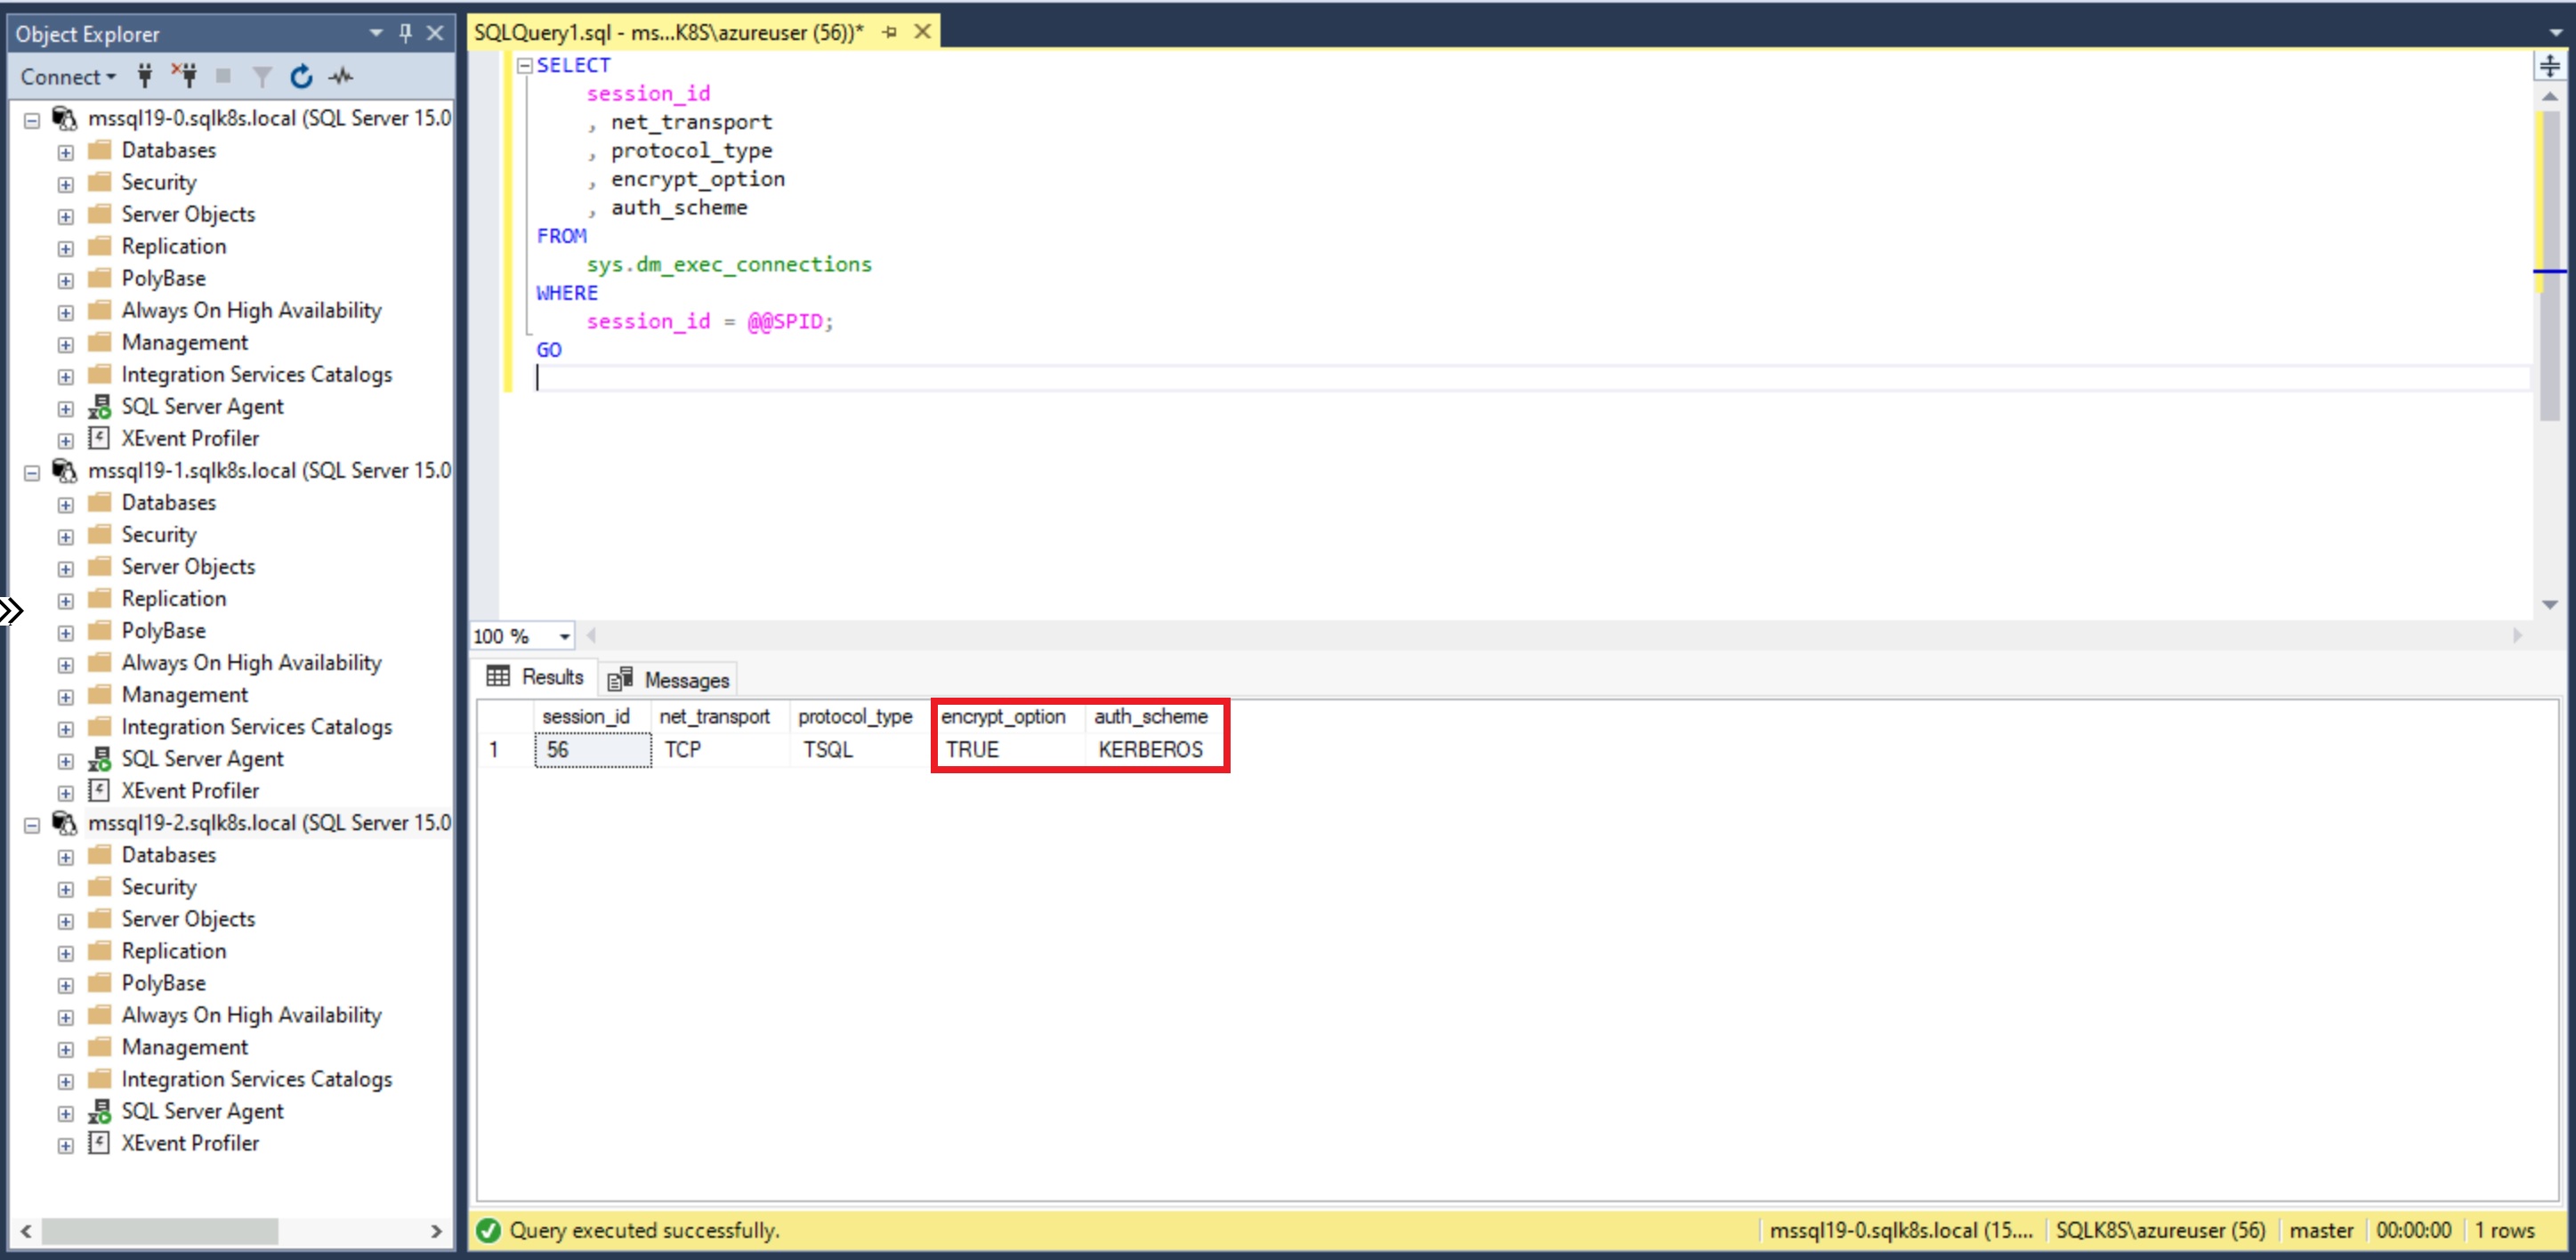 Object Explorer
Connect
mssql19-0.sqlk8s.local (SQL Server 15.0
Databases
Security
Server Objects
Replication
PolyBase
Always On High Availability
Management
Integration Services Catalogs
SQL Server Agent
XEvent Profiler
mssql19-1.sqlk8s.local (SQL Server 15.0
Databases
Security
Server Objects
Replication
PolyBase
Always On High Availability
Management
Integration Services Catalogs
SQL Server Agent
XEvent Profiler
mssql19-2.sqlk8s.local (SQL Server 15.0
Databases
Security
Server Objects
Replication
PolyBase
Always On High Availability
Management
Integration Services Catalogs
SQL Server Agent
XEvent Profiler
SQLQuery1.sql - ms...K8S\azureuser (56))*
SELECT
session_id
, net_transport
, protocol_type
, encrypt_option
, auth_scheme
FROM
sys.dm_exec_connections
WHERE
session_id = @@SPID;
GO
100 %
Results Messages
session_id net_transport protocol_type encrypt_option auth_scheme
1 56 TCP TSQL TRUE KERBEROS
Query executed successfully. mssql19-0.sqlk8s.local (15.... SQLK8S\azureuser (56) master 00:00:00 1 rows